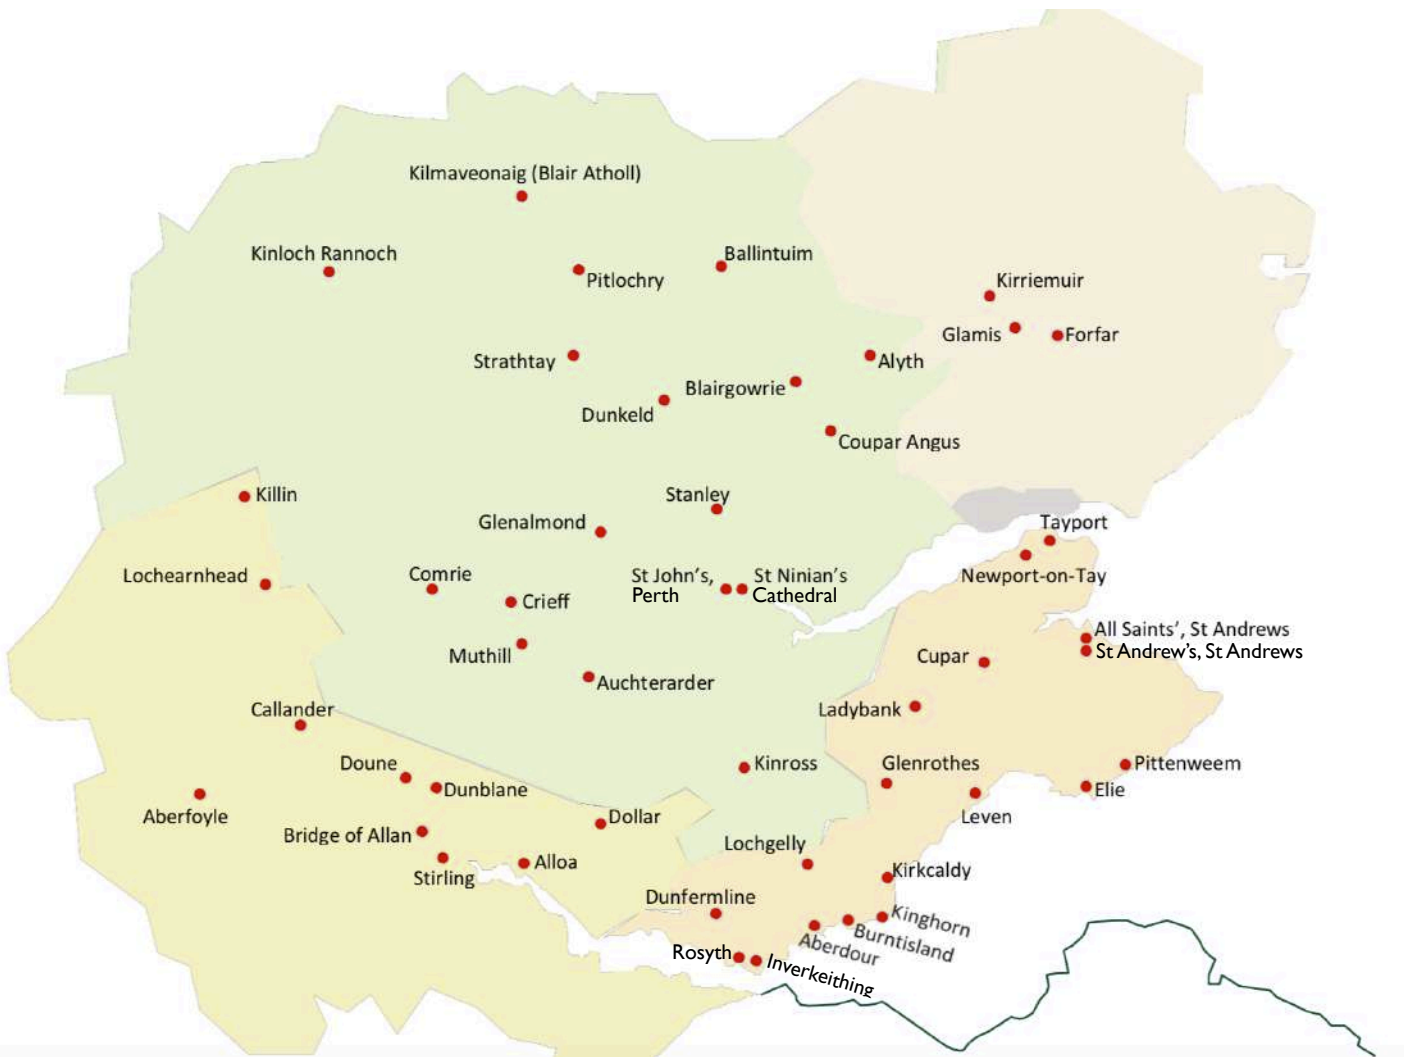 Kilmaveonaig (Blair Atholl)
Kinloch Rannoch
Ballintuim
Pitlochry
Kirriemuir
Glamis
Forfar
Strathtay
Alyth
Blairgowrie
Dunkeld
Coupar Angus
Killin
Stanley
Glenalmond
Tayport
Lochearnhead
Comrie
St John's,
Perth
St Ninian's
Cathedral
Newport-on-Tay
Crieff
All Saints', St Andrews
St Andrew's, St Andrews
Muthill
Cupar
Auchterarder
Callander
Ladybank
Doune
Kinross
Glenrothes
Pittenweem
Dunblane
Elie
Aberfoyle
Dollar
Leven
Bridge of Allan
Lochgelly
Alloa
Stirling
Kirkcaldy
Dunfermline
Kinghorn
Burntisland
Aberdour
Rosyth
Inverkeithing